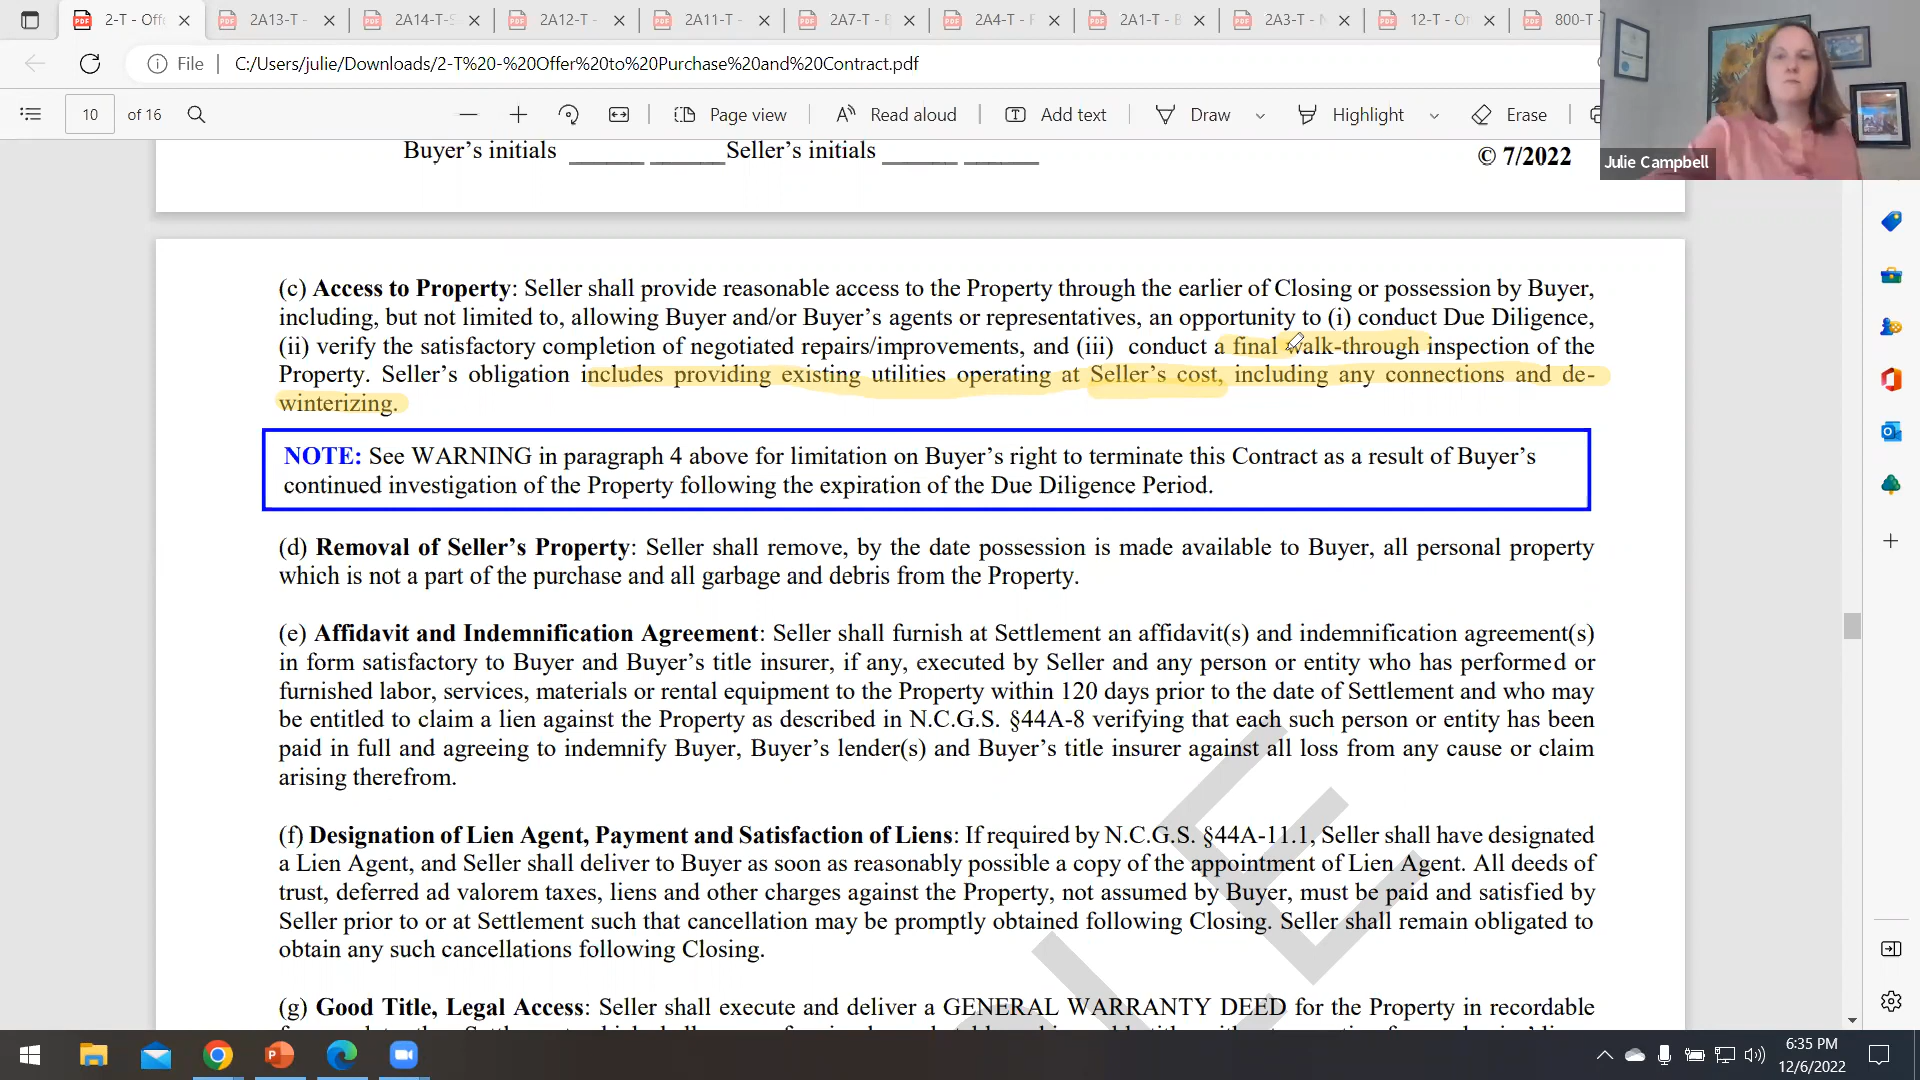 2-T - Off
2A13-T -
2A14-T-S
2A12-T -
2A11-T -
2A7-T - E
2A4-T - F
2A1-T - B
2A3-T - N
12-T - Of
800-T -
File
C:/Users/julie/Downloads/2-T%20-%20Offer%20to%20Purchase%20and%20Contract.pdf
10 of 16
Page view
Read aloud
Add text
Draw
Highlight
Erase
Julie Campbell
Buyer’s initials ______ ______Seller’s initials ______ ______
© 7/2022
(c) Access to Property: Seller shall provide reasonable access to the Property through the earlier of Closing or possession by Buyer,
including, but not limited to, allowing Buyer and/or Buyer’s agents or representatives, an opportunity to (i) conduct Due Diligence,
(ii) verify the satisfactory completion of negotiated repairs/improvements, and (iii) conduct a final walk-through inspection of the
Property. Seller’s obligation includes providing existing utilities operating at Seller’s cost, including any connections and de-
winterizing.
NOTE: See WARNING in paragraph 4 above for limitation on Buyer’s right to terminate this Contract as a result of Buyer’s
continued investigation of the Property following the expiration of the Due Diligence Period.
(d) Removal of Seller’s Property: Seller shall remove, by the date possession is made available to Buyer, all personal property
which is not a part of the purchase and all garbage and debris from the Property.
(e) Affidavit and Indemnification Agreement: Seller shall furnish at Settlement an affidavit(s) and indemnification agreement(s)
in form satisfactory to Buyer and Buyer’s title insurer, if any, executed by Seller and any person or entity who has performed or
furnished labor, services, materials or rental equipment to the Property within 120 days prior to the date of Settlement and who may
be entitled to claim a lien against the Property as described in N.C.G.S. §44A-8 verifying that each such person or entity has been
paid in full and agreeing to indemnify Buyer, Buyer’s lender(s) and Buyer’s title insurer against all loss from any cause or claim
arising therefrom.
(f) Designation of Lien Agent, Payment and Satisfaction of Liens: If required by N.C.G.S. §44A-11.1, Seller shall have designated
a Lien Agent, and Seller shall deliver to Buyer as soon as reasonably possible a copy of the appointment of Lien Agent. All deeds of
trust, deferred ad valorem taxes, liens and other charges against the Property, not assumed by Buyer, must be paid and satisfied by
Seller prior to or at Settlement such that cancellation may be promptly obtained following Closing. Seller shall remain obligated to
obtain any such cancellations following Closing.
(g) Good Title, Legal Access: Seller shall execute and deliver a GENERAL WARRANTY DEED for the Property in recordable
6:35 PM
12/6/2022